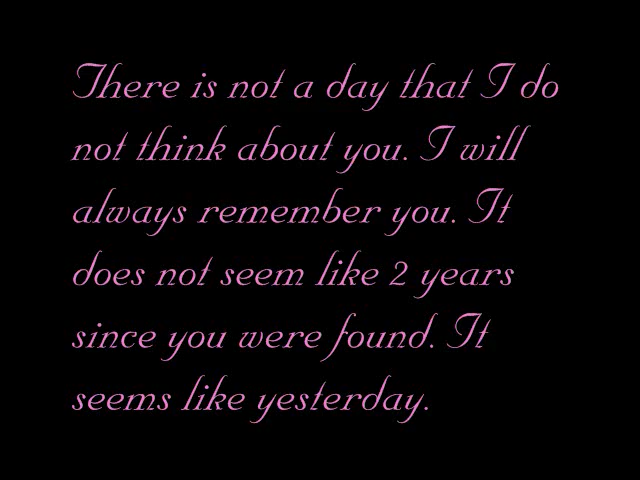 There is not a day that I do
not think about you. I will
always remember you. It
does not seem like 2 years
since you were found. It
seems like yesterday.